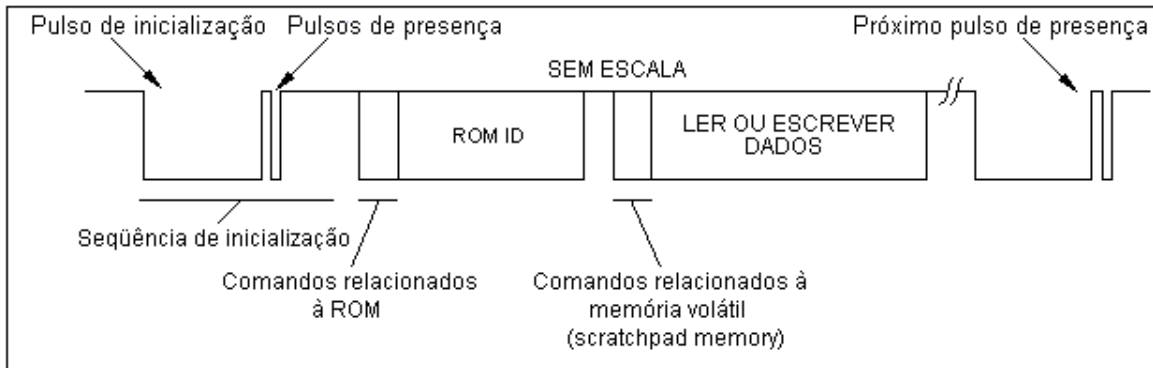 Pulso de inicialização
Pulsos de presença
Próximo pulso de presença
SEM ESCALA
ROM ID
LER OU ESCREVER
DADOS
Seqüência de inicialização
Comandos relacionados
à ROM
Comandos relacionados à
memória volátil
(scratchpad memory)